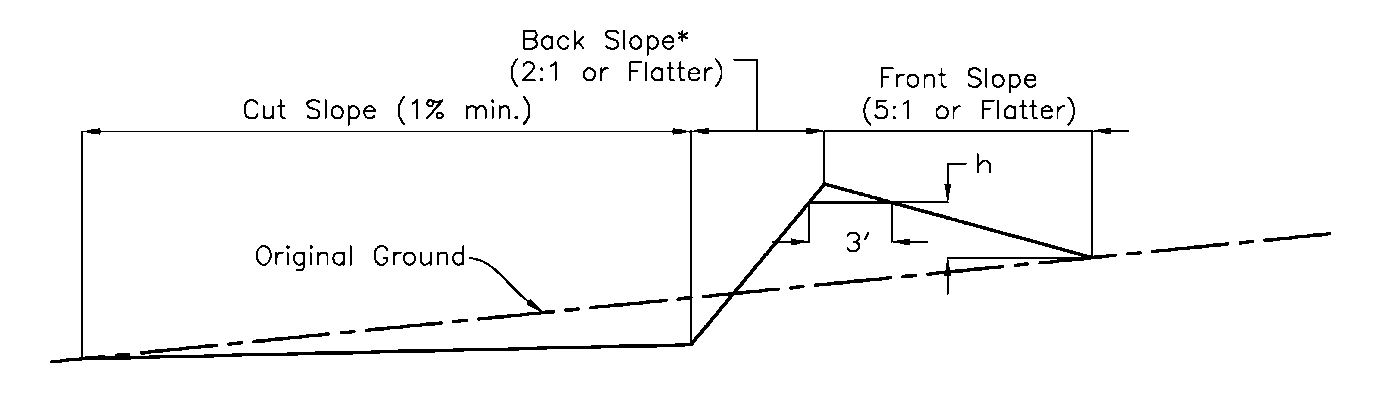 Back Slope*
(2:1 or Flatter)
Front Slope
(5:1 or Flatter)
Cut Slope (1% min.)
h
3'
Original Ground